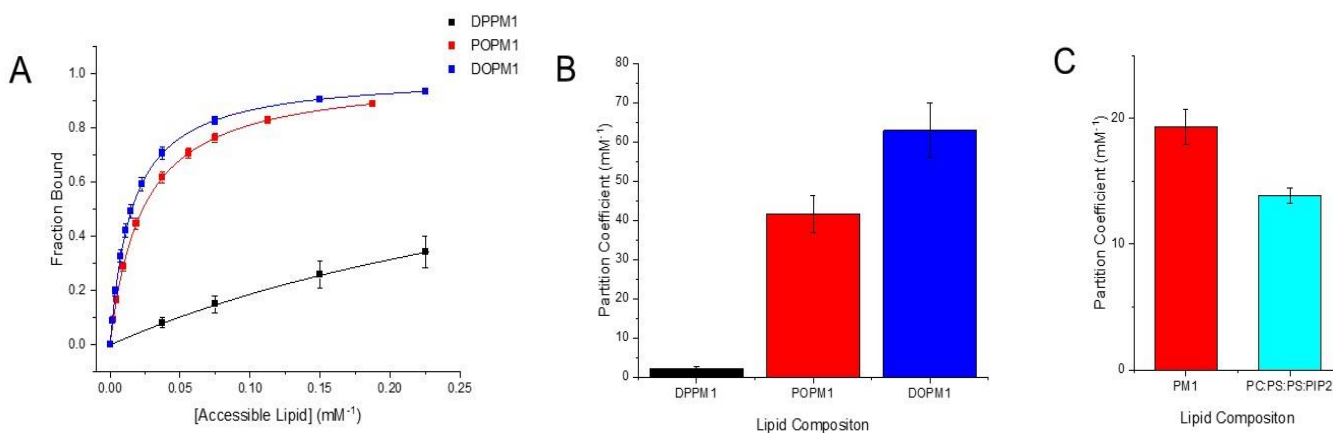 A
DPPM1
POPM1
DOPM1
1.0
0.8
0.6
0.4
0.2
0.0
Fraction Bound
0.00 0.05 0.10 0.15 0.20 0.25
[Accessible Lipid] (mM⁻¹)
B
80
70
60
50
40
30
20
10
0
Partition Coefficient (mM⁻¹)
DPPM1 POPM1 DOPM1
Lipid Compositon
C
20
10
0
Partition Coefficient (mM⁻¹)
PM1 PC:PS:PS:PIP2
Lipid Compositon